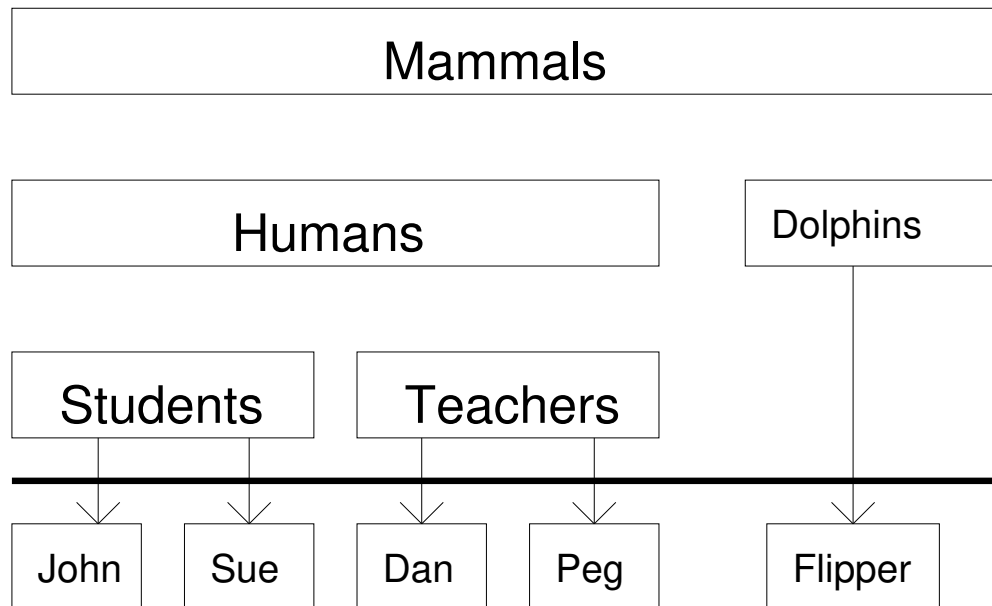 Mammals
Humans
Dolphins
Students
Teachers
John
Sue
Dan
Peg
Flipper